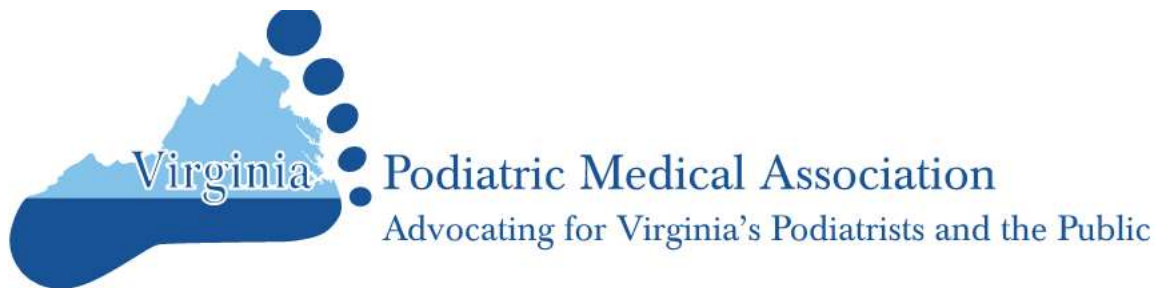 Virginia
Podiatric Medical Association
Advocating for Virginia's Podiatrists and the Public